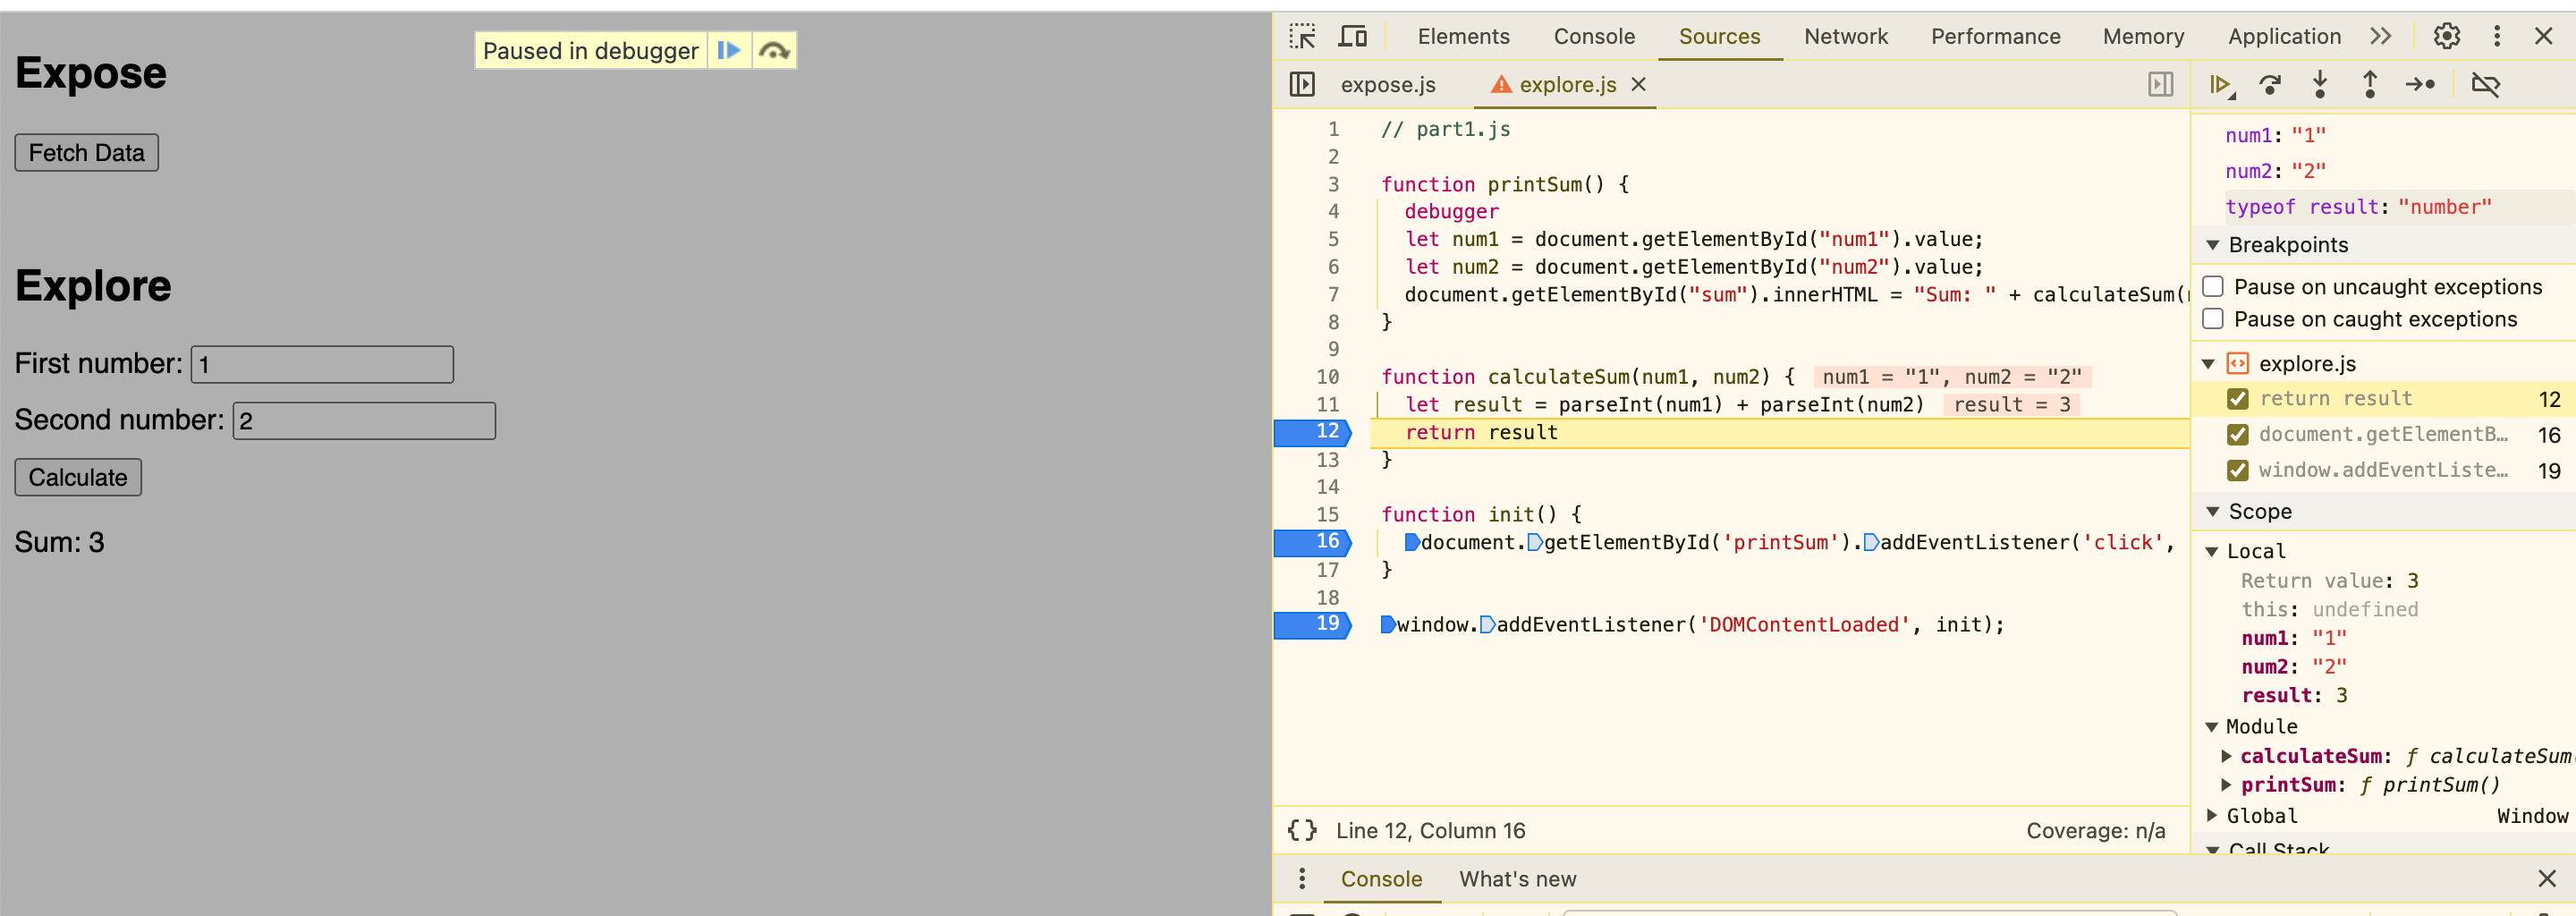 Paused in debugger
Expose
Fetch Data
Explore
First number: 1
Second number: 2
Calculate
Sum: 3
Elements Console Sources Network Performance Memory Application
expose.js explore.js
1 // part1.js
2
3 function printSum() {
4 debugger
5 let num1 = document.getElementById("num1").value;
6 let num2 = document.getElementById("num2").value;
7 document.getElementById("sum").innerHTML = "Sum: " + calculateSum(
8 }
9
10 function calculateSum(num1, num2) { num1 = "1", num2 = "2"
11 let result = parseInt(num1) + parseInt(num2) result = 3
12 return result
13 }
14
15 function init() {
16 document.getElementById('printSum').addEventListener('click',
17 }
18
19 window.addEventListener('DOMContentLoaded', init);
{} Line 12, Column 16 Coverage: n/a
num1: "1"
num2: "2"
typeof result: "number"
Breakpoints
Pause on uncaught exceptions
Pause on caught exceptions
explore.js
return result 12
document.getElementB… 16
window.addEventListe… 19
Scope
Local
Return value: 3
this: undefined
num1: "1"
num2: "2"
result: 3
Module
calculateSum: ƒ calculateSum(
printSum: ƒ printSum()
Global Window
Call Stack
Console What's new